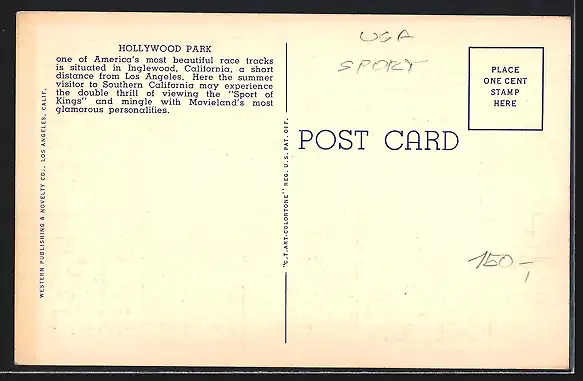 HOLLYWOOD PARK
one of America's most beautiful race tracks
is situated in Inglewood, California, a short
distance from Los Angeles. Here the summer
visitor to Southern California may experience
the double thrill of viewing the "Sport of
Kings" and mingle with Movieland's most
glamorous personalities.
WESTERN PUBLISHING & NOVELTY CO., LOS ANGELES, CALIF.
"C.T. ART-COLORTONE" REG. U.S. PAT. OFF.
USA
SPORT
POST CARD
PLACE
ONE CENT
STAMP
HERE
150,-